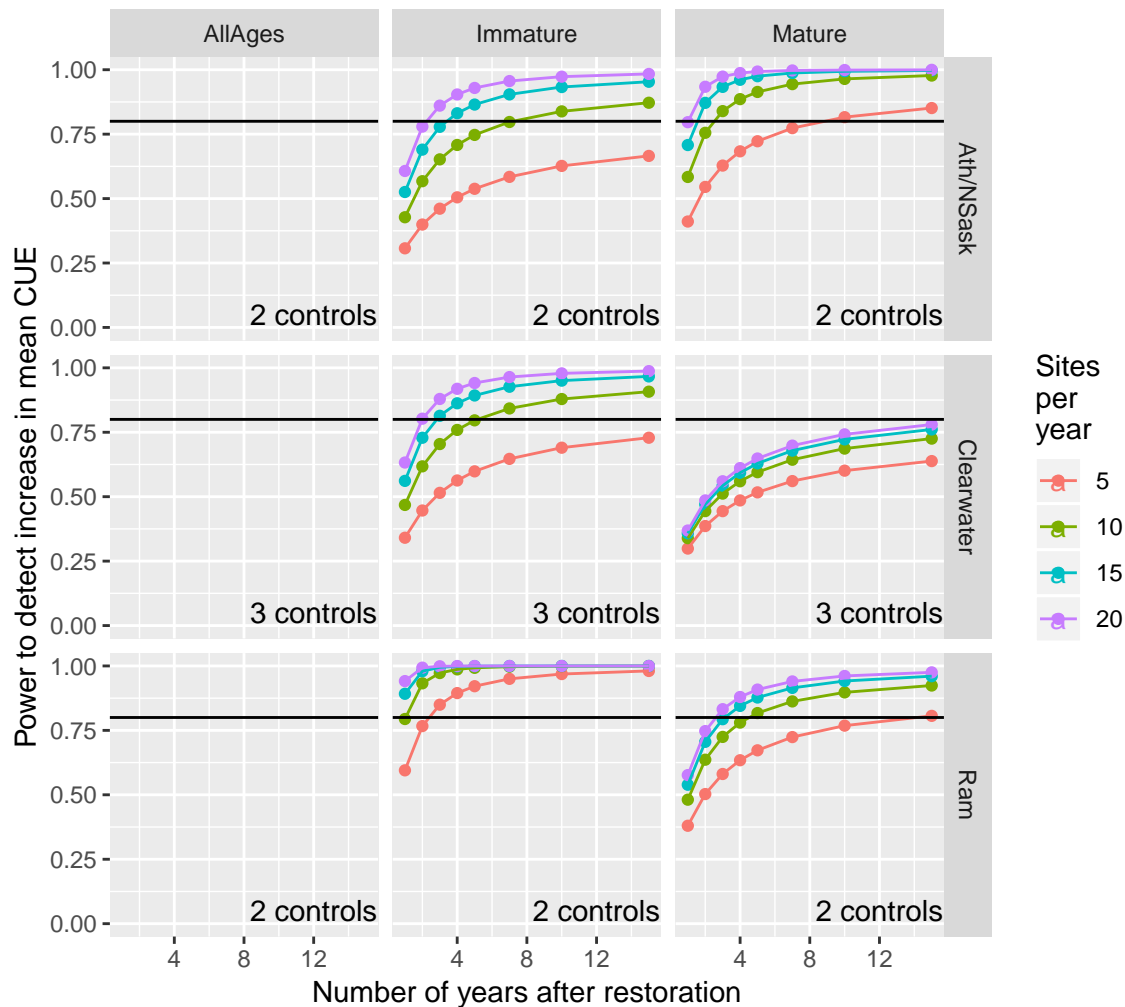 AllAges Immature Mature
Power to detect increase in mean CUE
1.00
0.75
0.50
0.25
0.00
2 controls 2 controls 2 controls
Ath/NSask
1.00
0.75
0.50
0.25
0.00
3 controls 3 controls 3 controls
Clearwater
1.00
0.75
0.50
0.25
0.00
2 controls 2 controls 2 controls
Ram
4 8 12 4 8 12 4 8 12
Number of years after restoration
Sites
per
year
a 5
a 10
a 15
a 20